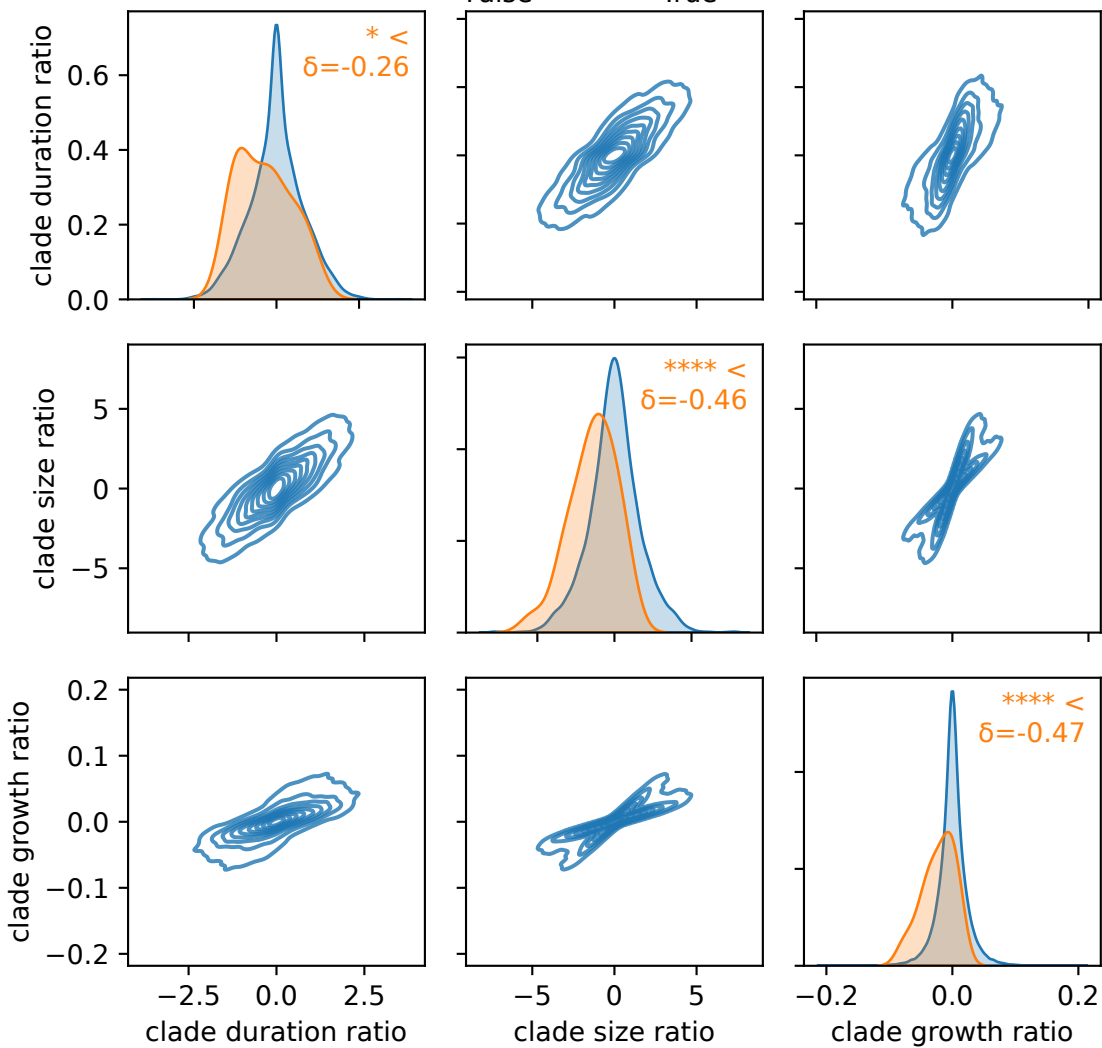 0.6
0.4
0.2
0.0
clade duration ratio
* <
δ=-0.26
5
0
−5
clade size ratio
**** <
δ=-0.46
0.2
0.1
0.0
−0.1
−0.2
clade growth ratio
**** <
δ=-0.47
−2.5 0.0 2.5
clade duration ratio
−5 0 5
clade size ratio
−0.2 0.0 0.2
clade growth ratio